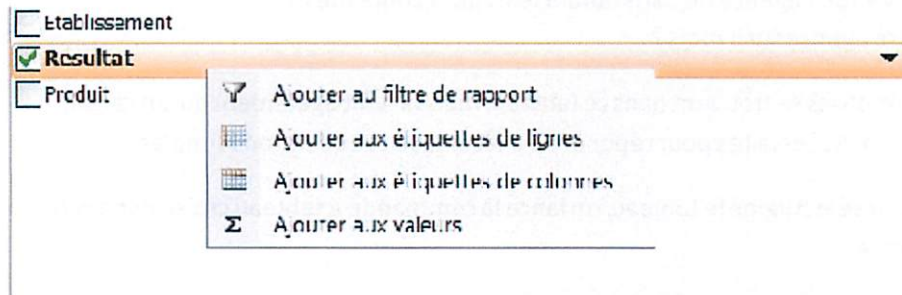 Etablissement
Resultat
Produit
Ajouter au filtre de rapport
Ajouter aux étiquettes de lignes
Ajouter aux étiquettes de colonnes
Σ Ajouter aux valeurs